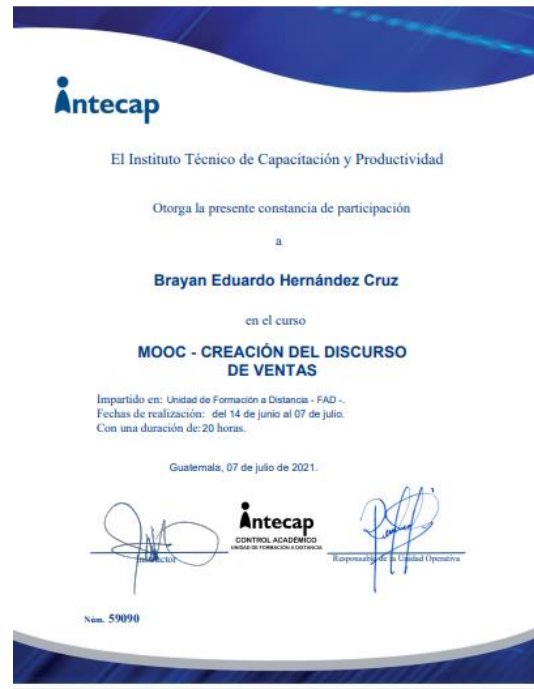 intecap
El Instituto Técnico de Capacitación y Productividad
Otorga la presente constancia de participación
a
Brayan Eduardo Hernández Cruz
en el curso
MOOC - CREACIÓN DEL DISCURSO
DE VENTAS
Impartido en: Unidad de Formación a Distancia - FAD -.
Fechas de realización: del 14 de junio al 07 de julio.
Con una duración de: 20 horas.
Guatemala, 07 de julio de 2021.
intecap
CONTROL ACADÉMICO
UNIDAD DE FORMACIÓN A DISTANCIA
Instructor
Responsable de la Unidad Operativa
Núm. 59090